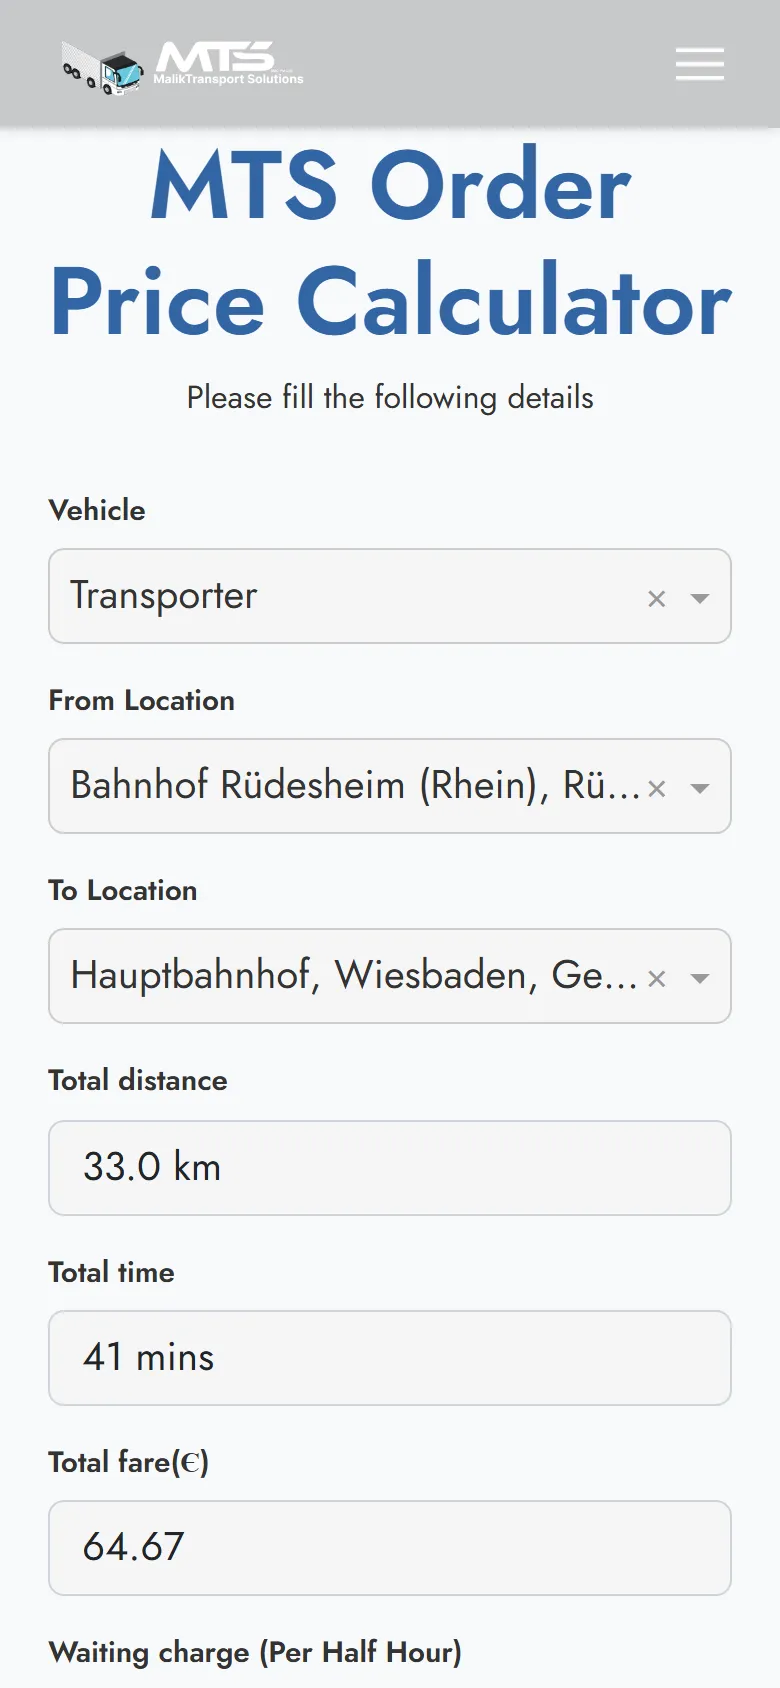 MTS
MalikTransport Solutions
MTS Order
Price Calculator
Please fill the following details
Vehicle
Transporter
From Location
Bahnhof Rüdesheim (Rhein), Rü...
To Location
Hauptbahnhof, Wiesbaden, Ge...
Total distance
33.0 km
Total time
41 mins
Total fare(€)
64.67
Waiting charge (Per Half Hour)